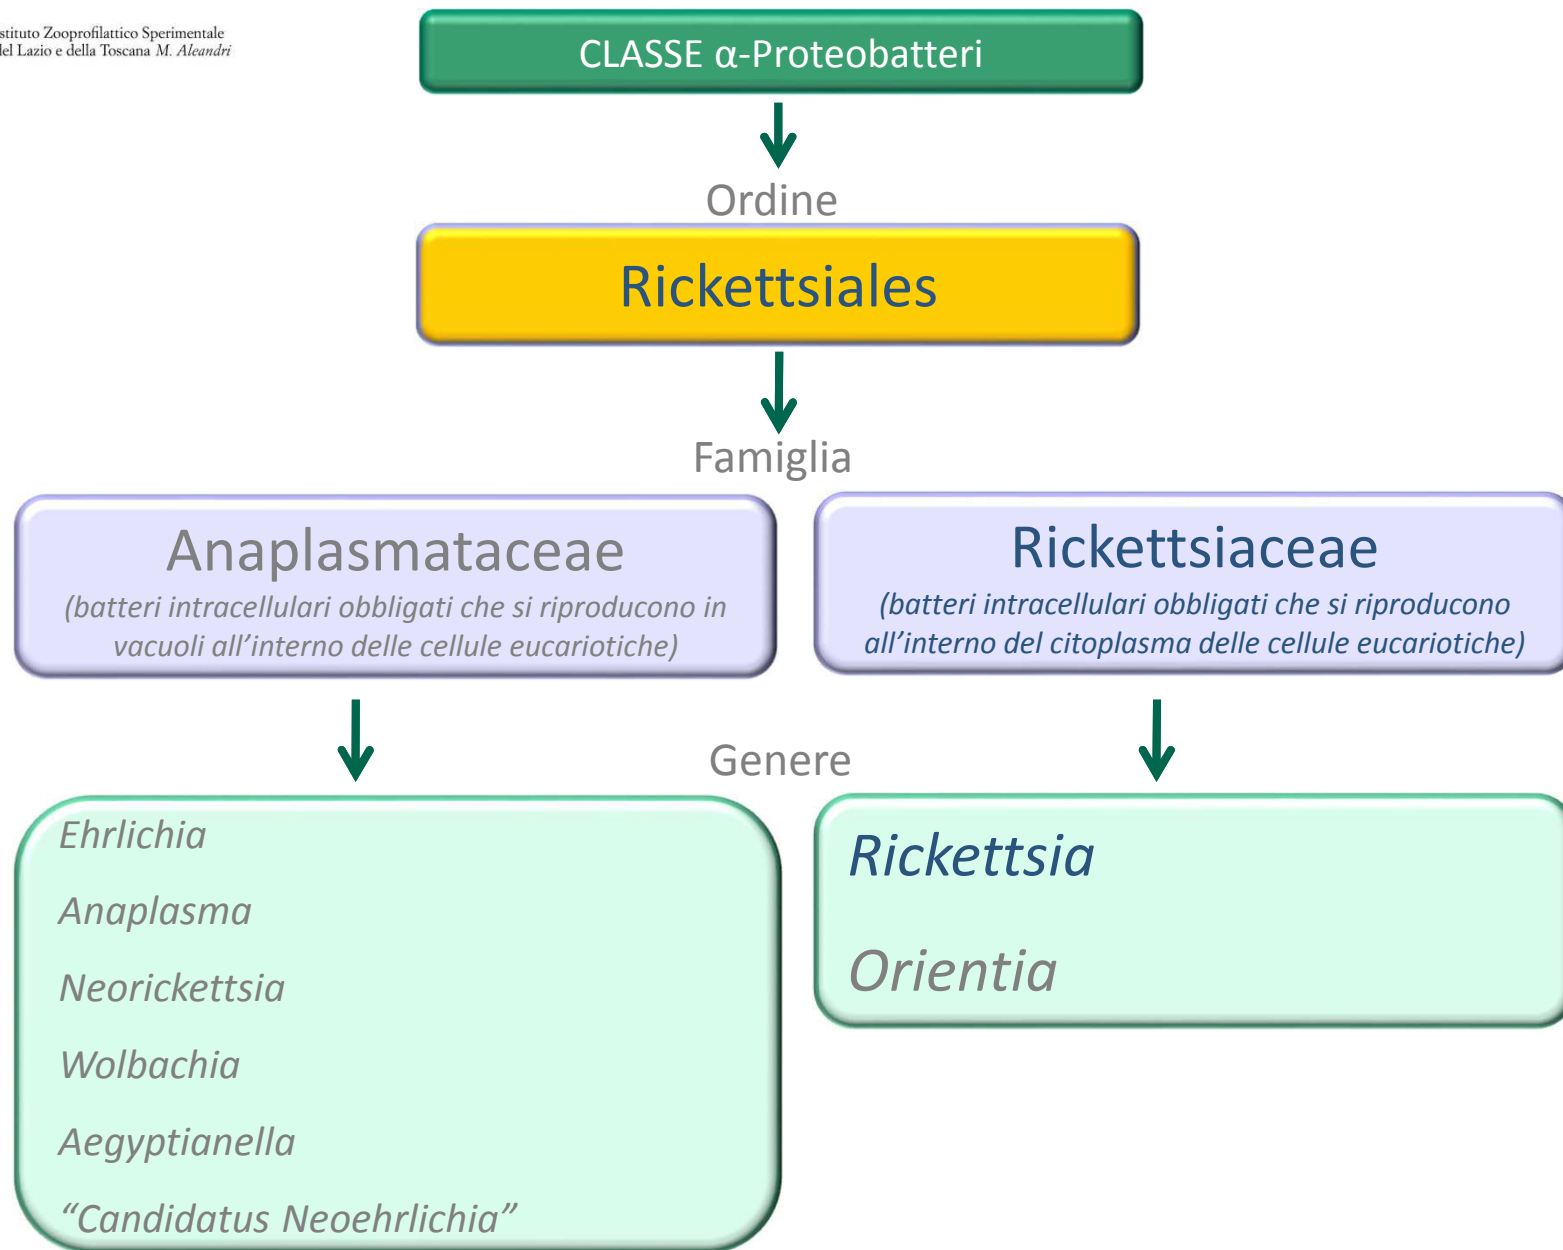 stituto Zooprofilattico Sperimentale
del Lazio e della Toscana M. Aleandri
CLASSE α-Proteobatteri
Ordine
Rickettsiales
Famiglia
Anaplasmataceae
(batteri intracellulari obbligati che si riproducono in
vacuoli all’interno delle cellule eucariotiche)
Rickettsiaceae
(batteri intracellulari obbligati che si riproducono
all’interno del citoplasma delle cellule eucariotiche)
Genere
Ehrlichia
Anaplasma
Neorickettsia
Wolbachia
Aegyptianella
“Candidatus Neoehrlichia”
Rickettsia
Orientia